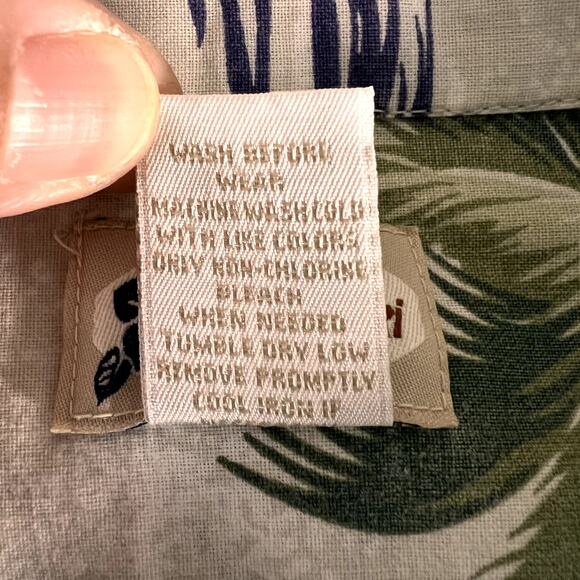 WASH BEFORE
WEAR
MACHINE WASH COLD
WITH LIKE COLORS
ONLY NON-CHLORINE
BLEACH
WHEN NEEDED
TUMBLE DRY LOW
REMOVE PROMPTLY
COOL IRON IF